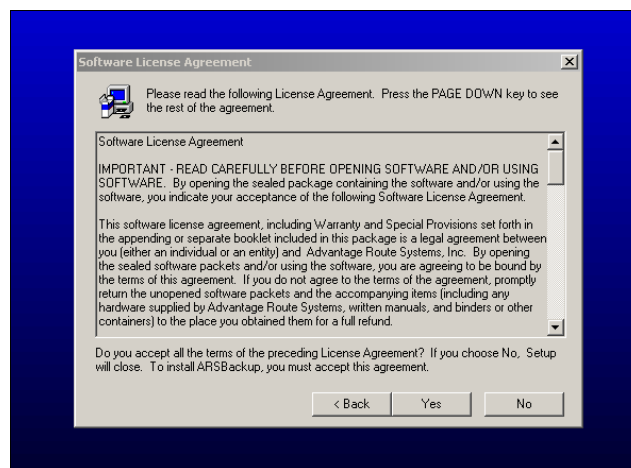 Software License Agreement
Please read the following License Agreement. Press the PAGE DOWN key to see
the rest of the agreement.
Software License Agreement
IMPORTANT - READ CAREFULLY BEFORE OPENING SOFTWARE AND/OR USING
SOFTWARE. By opening the sealed package containing the software and/or using the
software, you indicate your acceptance of the following Software License Agreement.
This software license agreement, including Warranty and Special Provisions set forth in
the appending or separate booklet included in this package is a legal agreement between
you (either an individual or an entity) and Advantage Route Systems, Inc. By opening
the sealed software packets and/or using the software, you are agreeing to be bound by
the terms of this agreement. If you do not agree to the terms of the agreement, promptly
return the unopened software packets and the accompanying items (including any
hardware supplied by Advantage Route Systems, written manuals, and binders or other
containers) to the place you obtained them for a full refund.
Do you accept all the terms of the preceding License Agreement? If you choose No, Setup
will close. To install ARSBackup, you must accept this agreement.
< Back Yes No